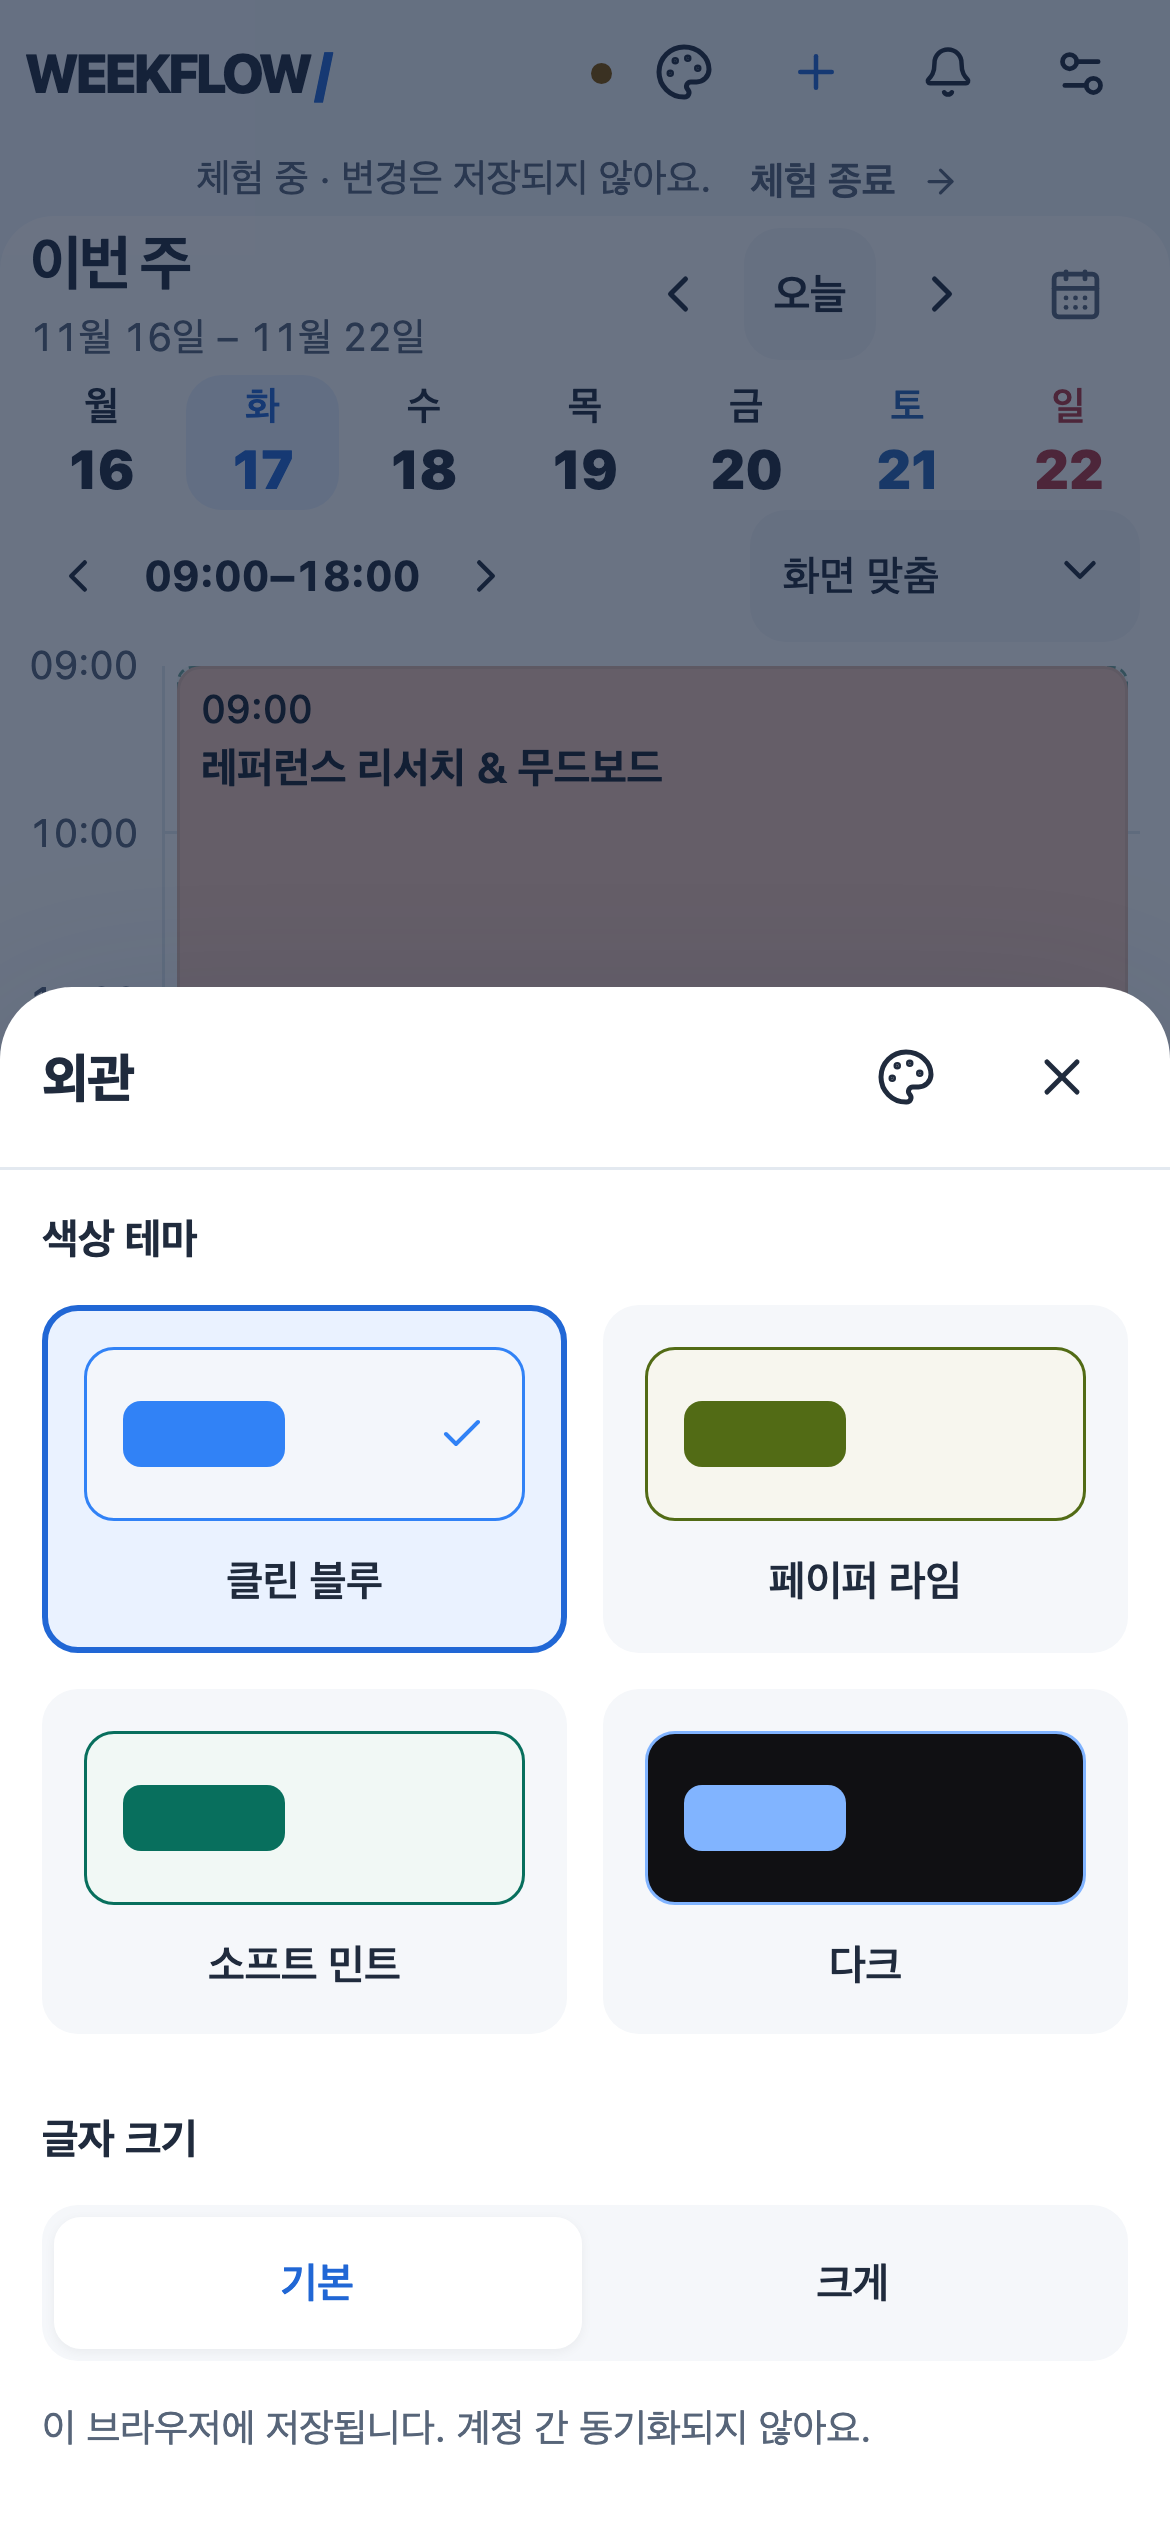 WEEKFLOW/
체험 중 · 변경은 저장되지 않아요. 체험 종료 →
이번 주
오늘
11월 16일 – 11월 22일
월 화 수 목 금 토 일
16 17 18 19 20 21 22
09:00–18:00 화면 맞춤
09:00
09:00
레퍼런스 리서치 & 무드보드
10:00
외관
색상 테마
클린 블루 페이퍼 라임
소프트 민트 다크
글자 크기
기본 크게
이 브라우저에 저장됩니다. 계정 간 동기화되지 않아요.